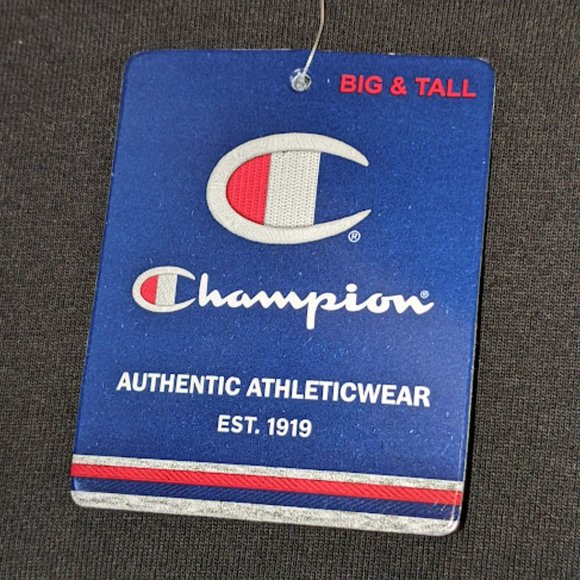 BIG & TALL
®
Champion®
AUTHENTIC ATHLETICWEAR
EST. 1919